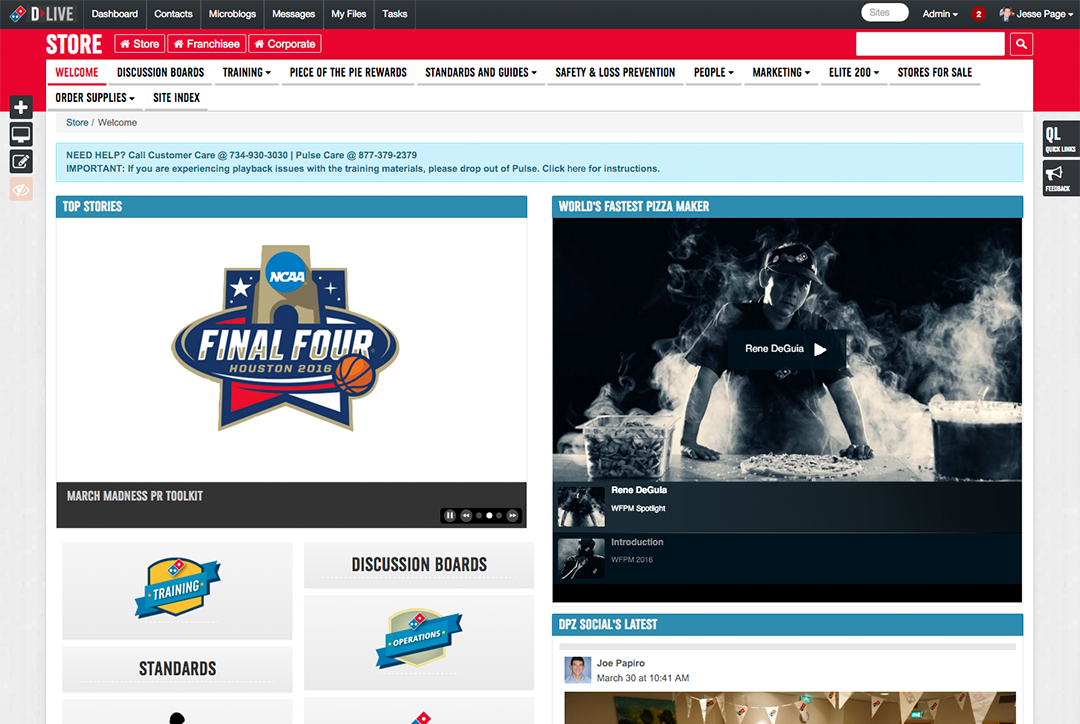 D LIVE
Dashboard
Contacts
Microblogs
Messages
My Files
Tasks
Sites
Admin
2
Jesse Page
STORE
Store
Franchisee
Corporate
WELCOME
DISCUSSION BOARDS
TRAINING
PIECE OF THE PIE REWARDS
STANDARDS AND GUIDES
SAFETY & LOSS PREVENTION
PEOPLE
MARKETING
ELITE 200
STORES FOR SALE
ORDER SUPPLIES
SITE INDEX
Store / Welcome
QL
QUICK LINKS
FEEDBACK
NEED HELP? Call Customer Care @ 734-930-3030 | Pulse Care @ 877-379-2379
IMPORTANT: If you are experiencing playback issues with the training materials, please drop out of Pulse. Click here for instructions.
TOP STORIES
NCAA
FINAL FOUR
HOUSTON 2016
MARCH MADNESS PR TOOLKIT
WORLD'S FASTEST PIZZA MAKER
Rene DeGuia
Rene DeGuia
WFPM Spotlight
Introduction
WFPM 2016
TRAINING
DISCUSSION BOARDS
OPERATIONS
STANDARDS
DPZ SOCIAL'S LATEST
Joe Papiro
March 30 at 10:41 AM